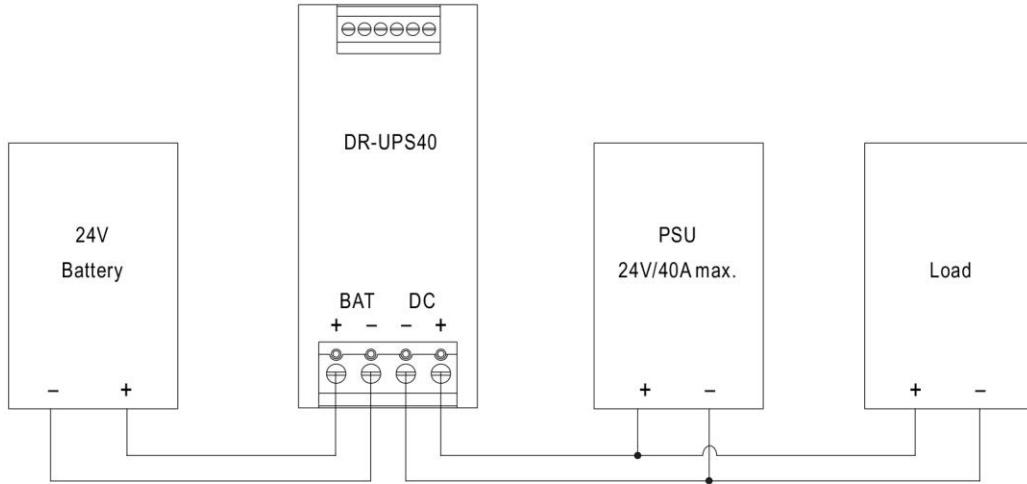 DR-UPS40
24V
Battery
PSU
24V/40A max.
Load
BAT DC
+ − − +
− +
+ −
+ −